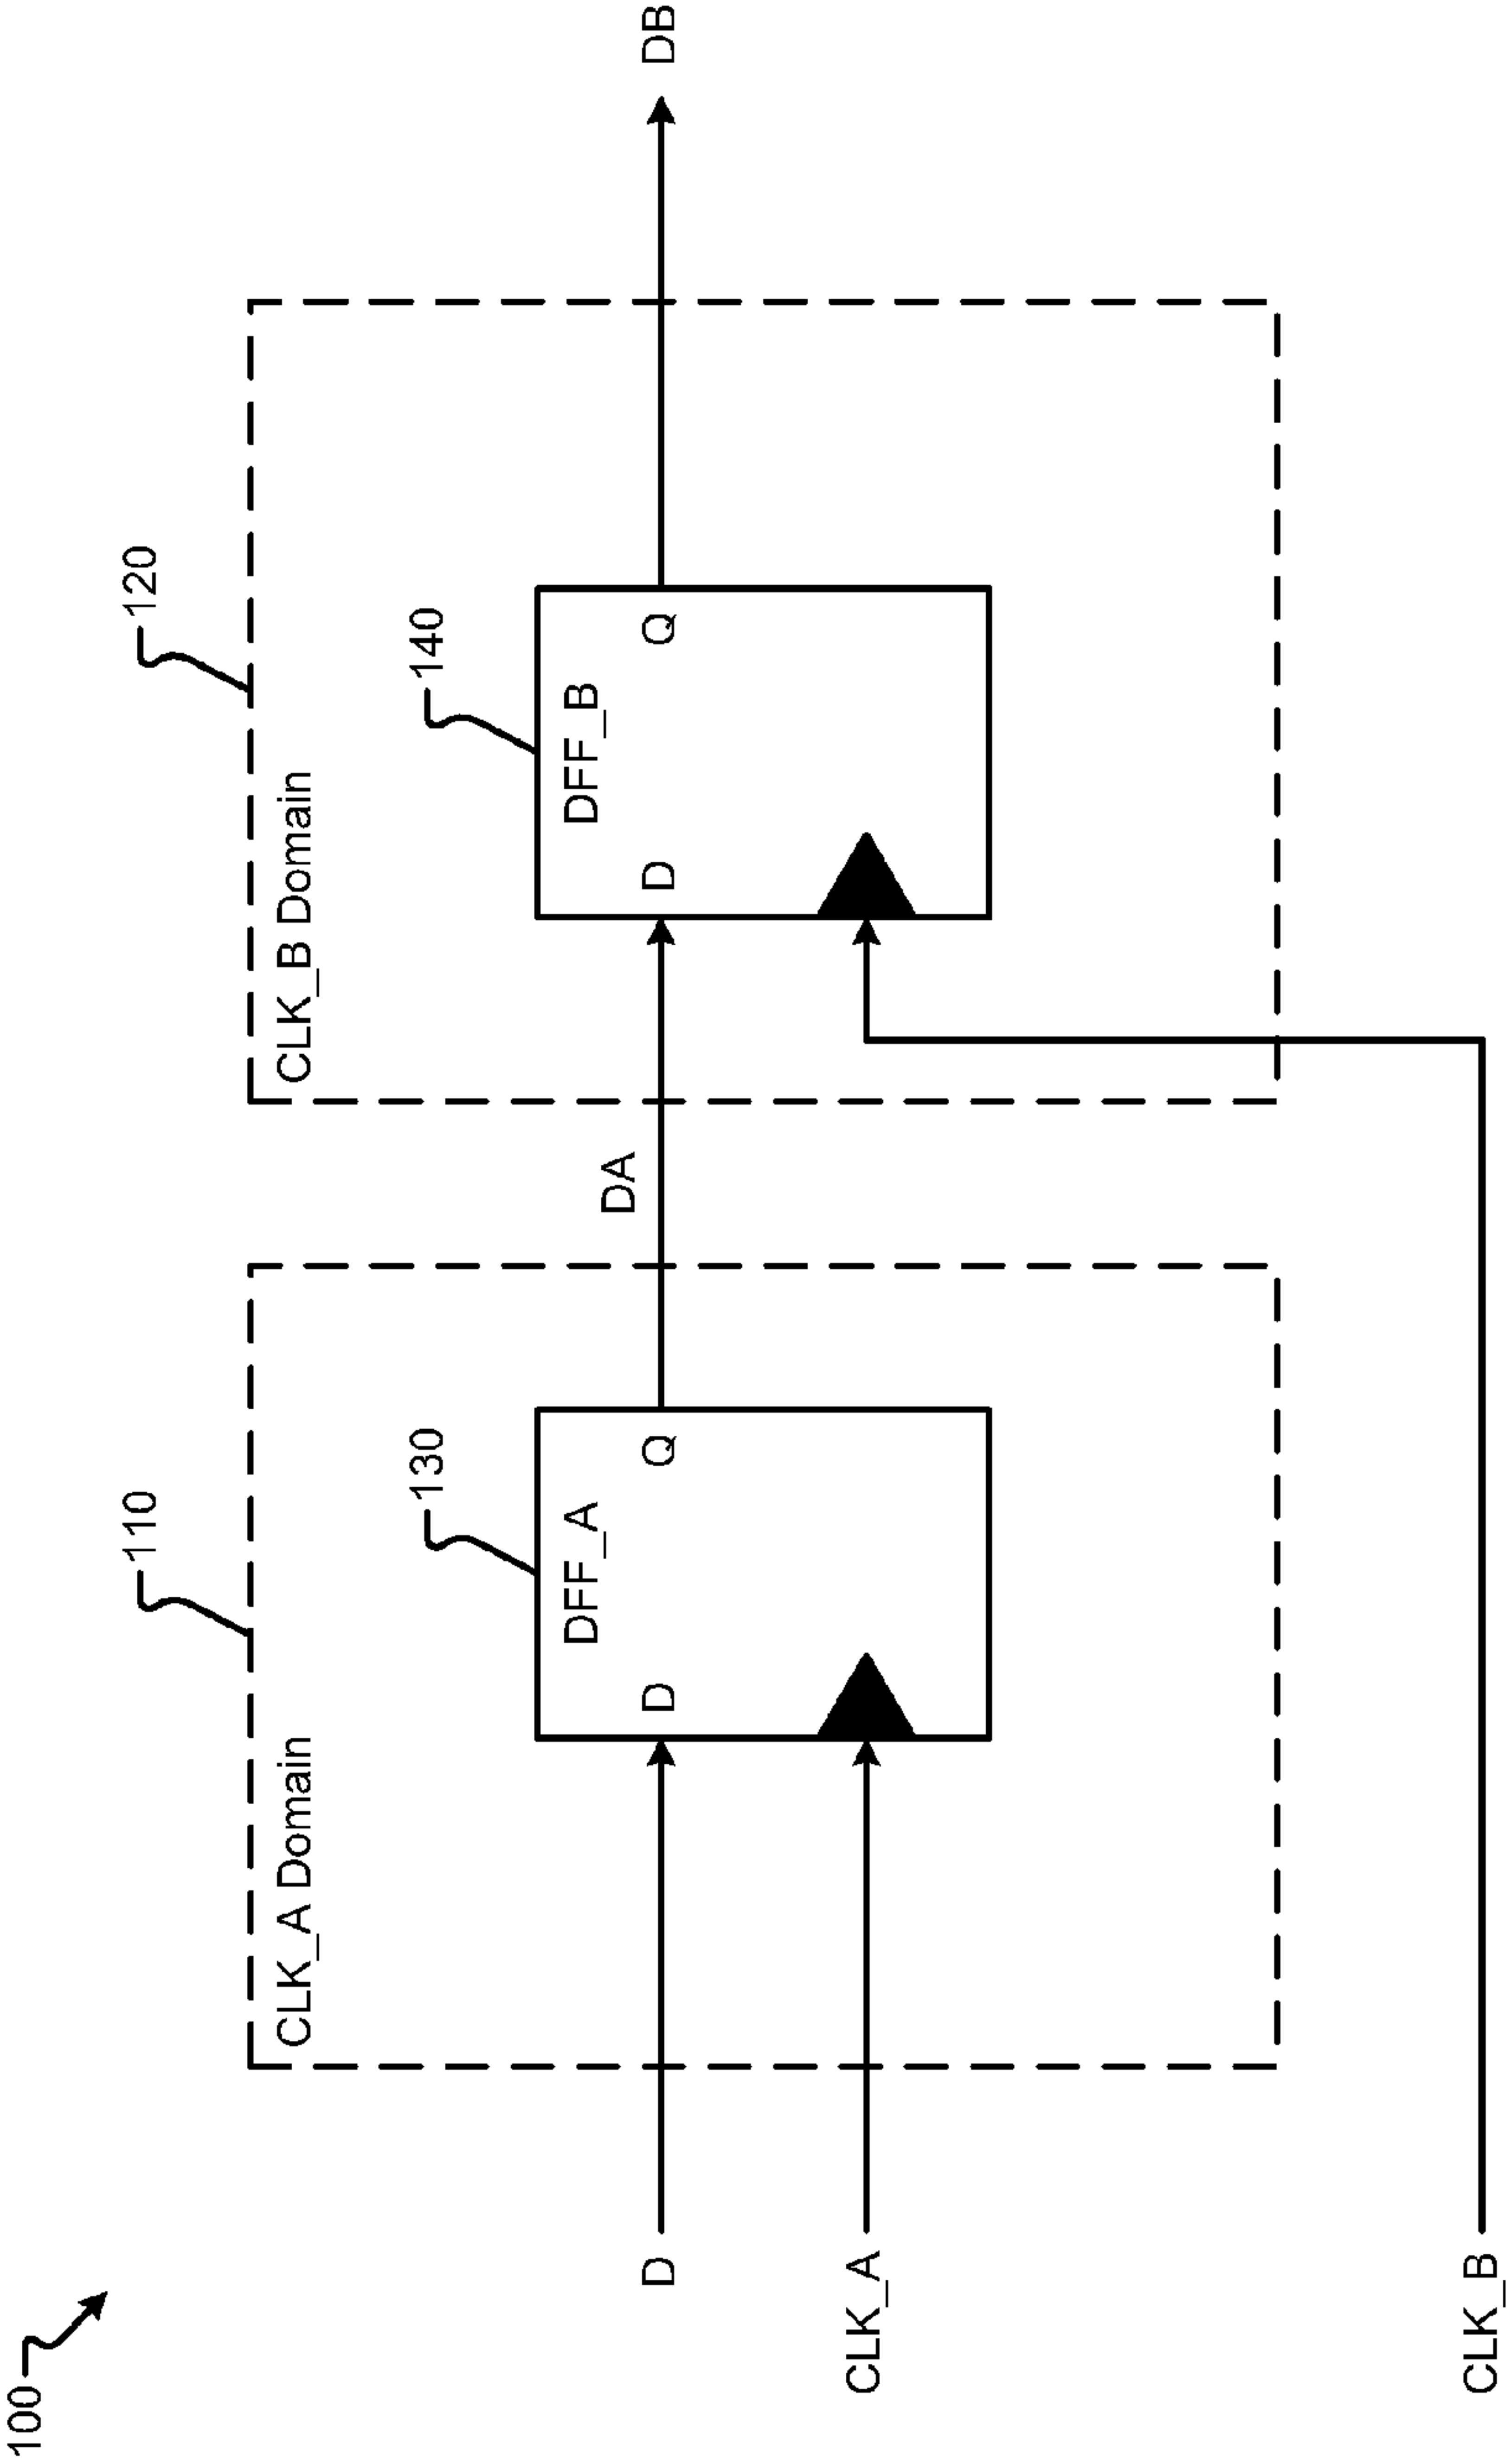 100
110
120
CLK_A Domain
CLK_B Domain
130
140
DFF_A
DFF_B
DA
D
D
Q
D
Q
DB
CLK_A
CLK_B